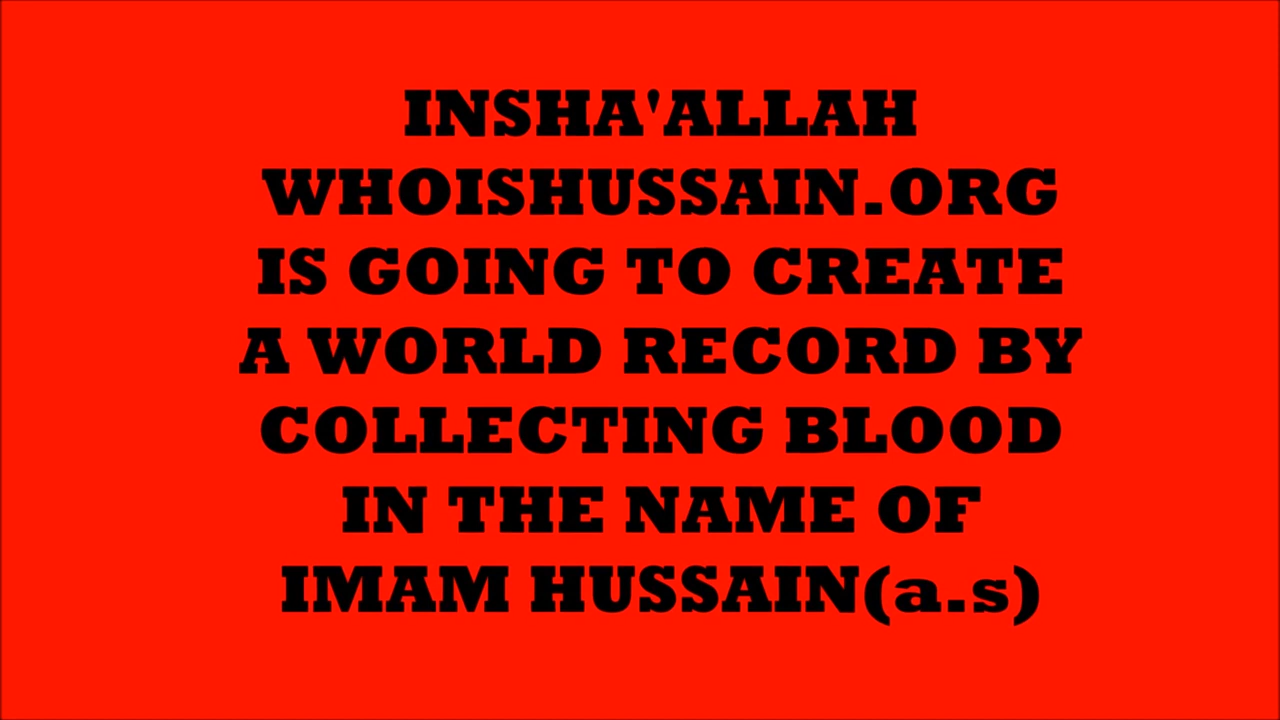 INSHA'ALLAH
WHOISHUSSAIN.ORG
IS GOING TO CREATE
A WORLD RECORD BY
COLLECTING BLOOD
IN THE NAME OF
IMAM HUSSAIN(a.s)